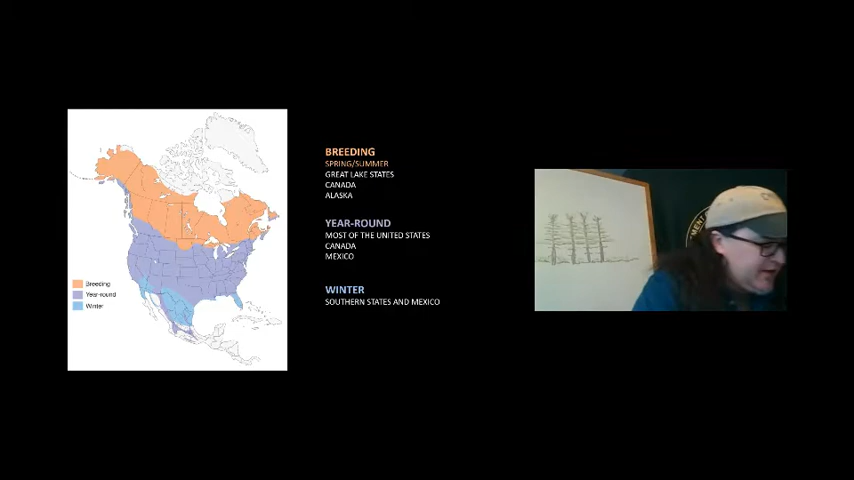 BREEDING
SPRING/SUMMER
GREAT LAKE STATES
CANADA
ALASKA
YEAR-ROUND
MOST OF THE UNITED STATES
CANADA
MEXICO
WINTER
SOUTHERN STATES AND MEXICO
Breeding
Year-round
Winter